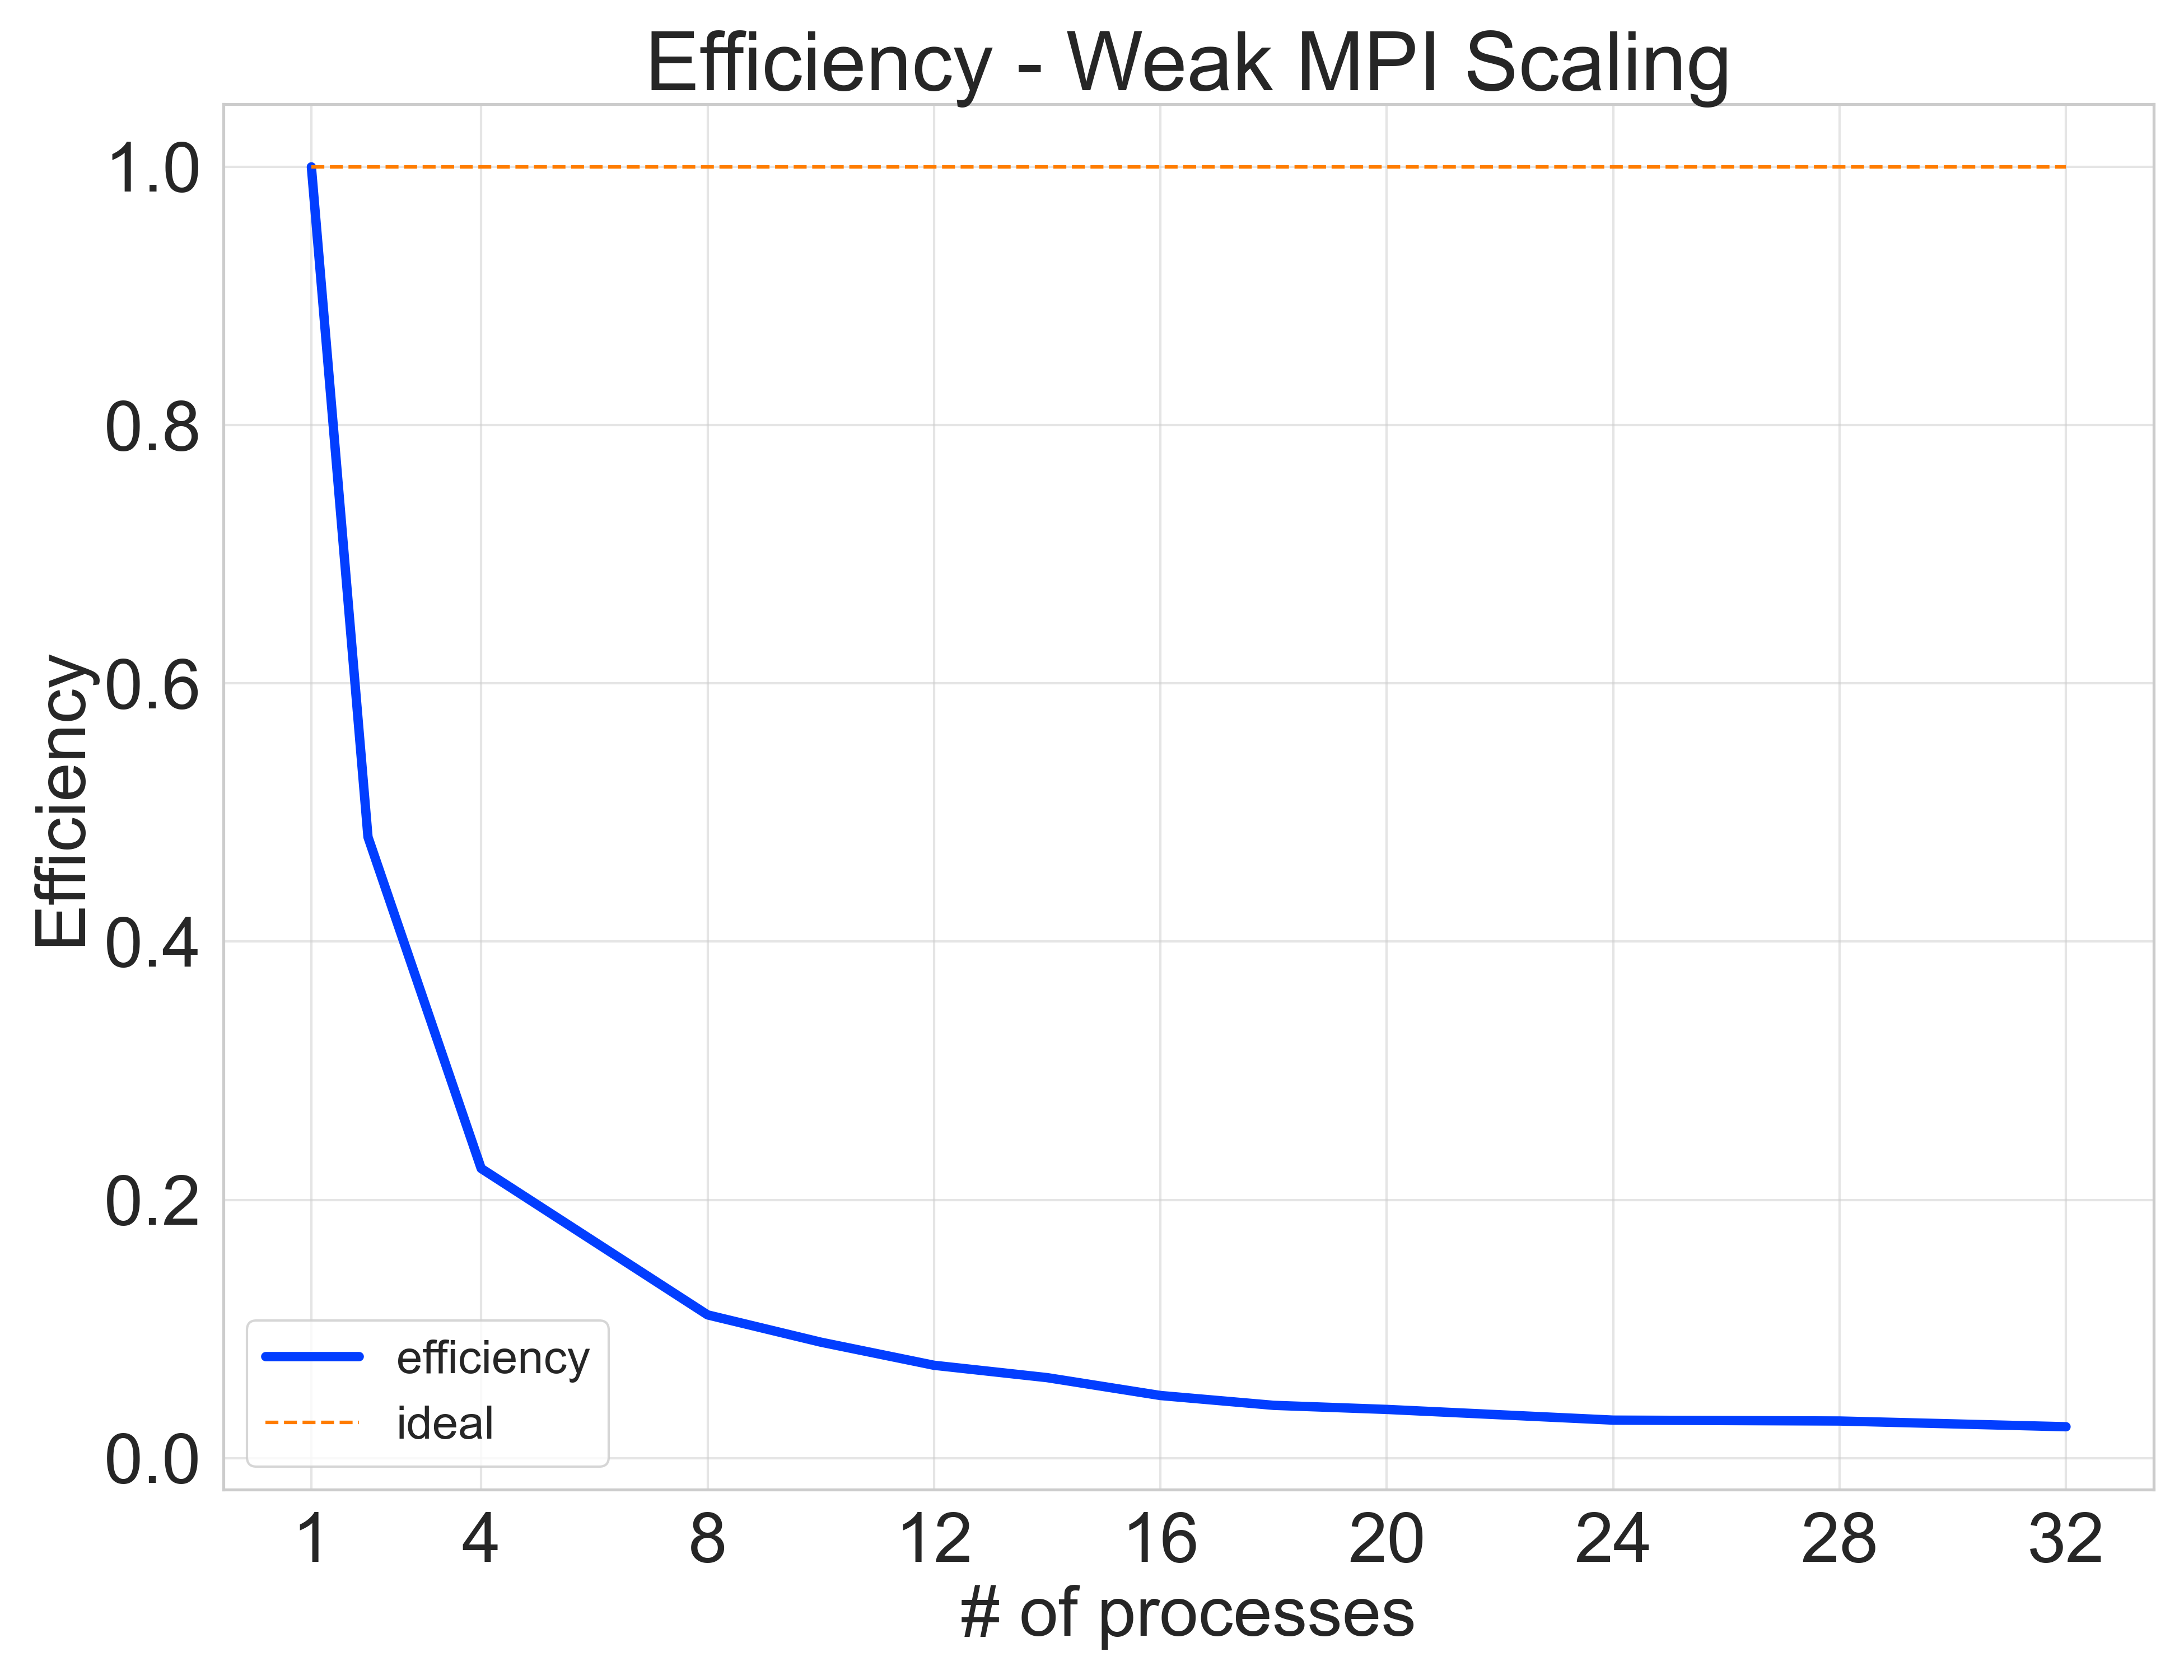 Efficiency - Weak MPI Scaling
Efficiency
1.0
0.8
0.6
0.4
0.2
0.0
efficiency
ideal
1 4 8 12 16 20 24 28 32
# of processes